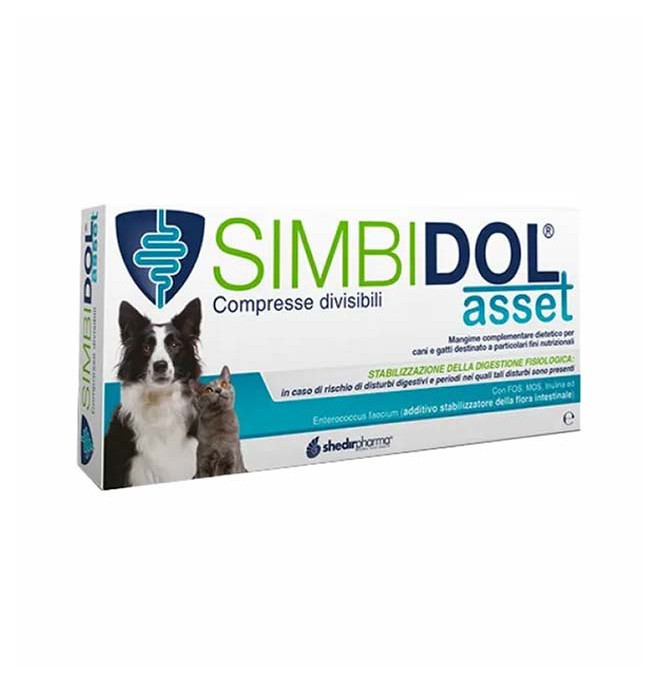 SIMBIDOL®
asset
Compresse divisibili
Mangime complementare dietetico per
cani e gatti destinato a particolari fini nutrizionali
STABILIZZAZIONE DELLA DIGESTIONE FISIOLOGICA:
in caso di rischio di disturbi digestivi e periodi nei quali tali disturbi sono presenti
Con FOS, MOS, Inulina ed
Enterococcus faecium (additivo stabilizzatore della flora intestinale)
shedirpharma®
℮
SIMBIDOL®
asset
Compresse divisibili